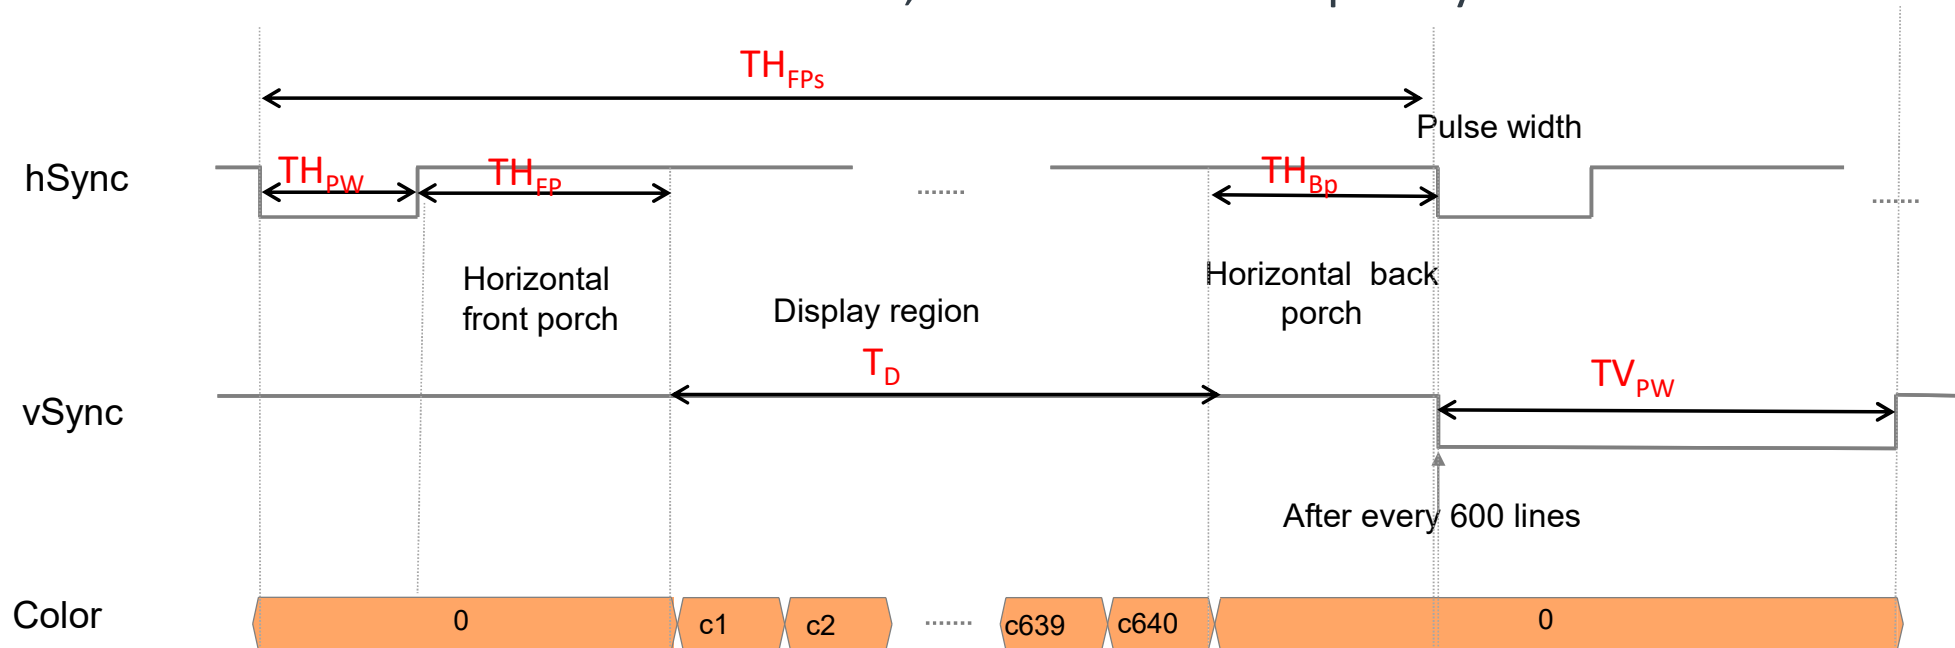 TH_FPs
Pulse width
hSync
TH_PW
TH_FP
.......
TH_Bp
.......
Horizontal
front porch
Horizontal back
porch
Display region
T_D
TV_PW
vSync
After every 600 lines
Color
0
c1
c2
.......
c639
c640
0